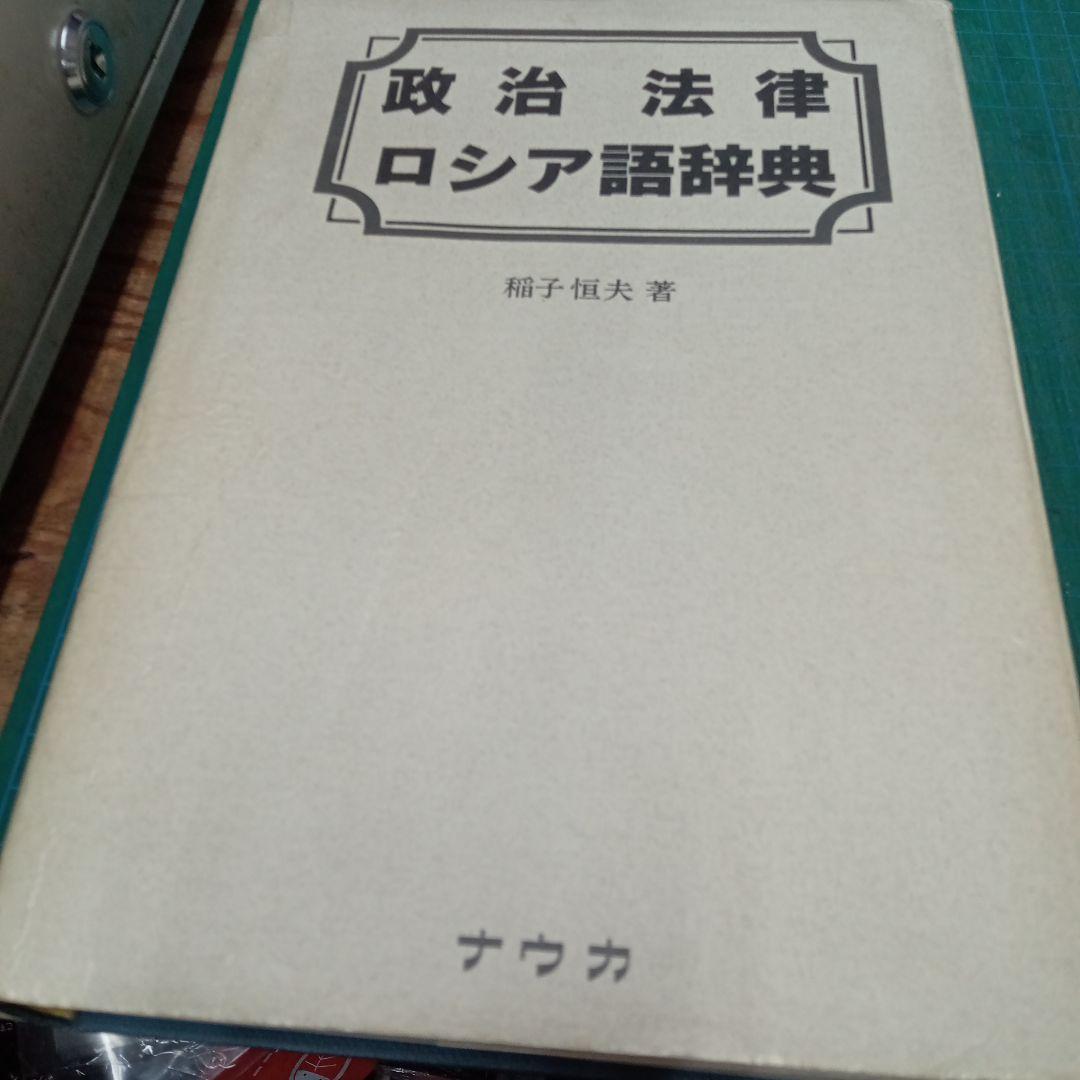 政治 法律
ロシア語辞典
稲子恒夫 著
ナウカ